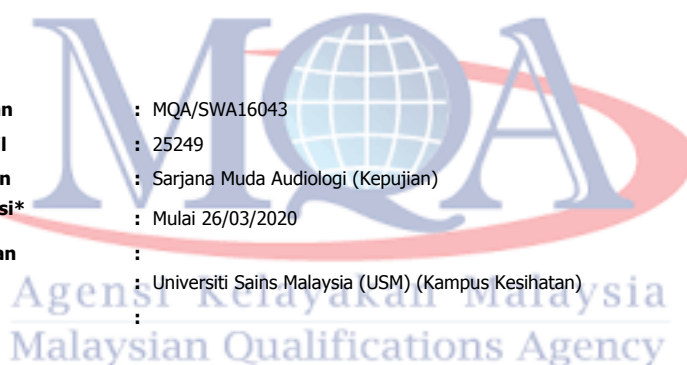 MQA
an : MQA/SWA16043
l : 25249
n : Sarjana Muda Audiologi (Kepujian)
si* : Mulai 26/03/2020
an :
: Universiti Sains Malaysia (USM) (Kampus Kesihatan)
:
Agensi Kelayakan Malaysia
Malaysian Qualifications Agency